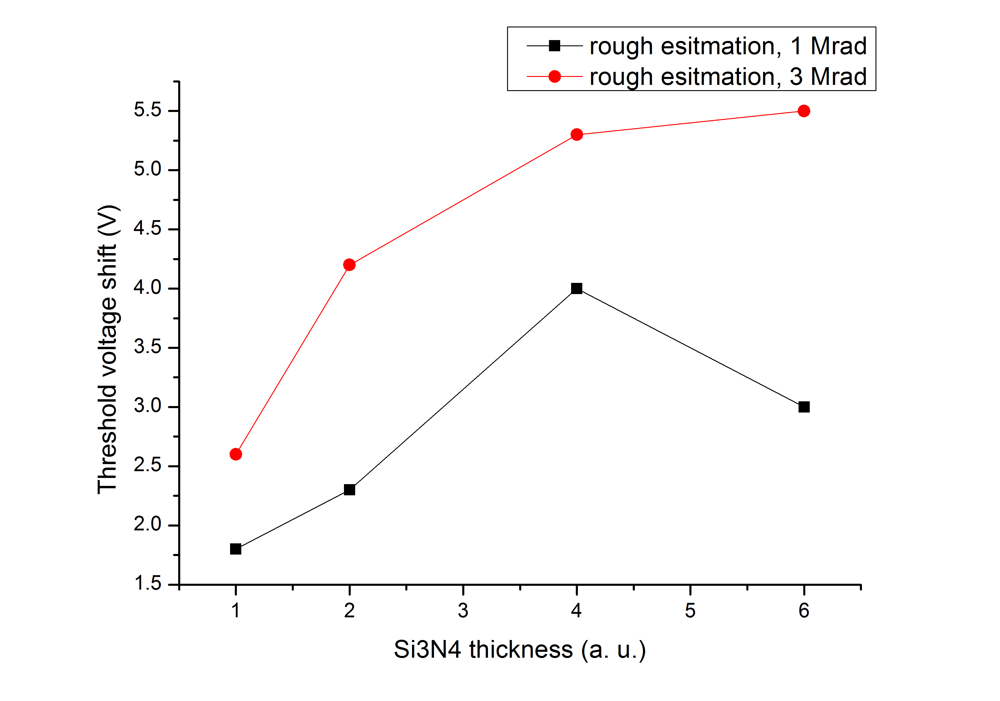 rough esitmation, 1 Mrad
rough esitmation, 3 Mrad
5.5
5.0
4.5
4.0
3.5
3.0
2.5
2.0
1.5
Threshold voltage shift (V)
1 2 3 4 5 6
Si3N4 thickness (a. u.)